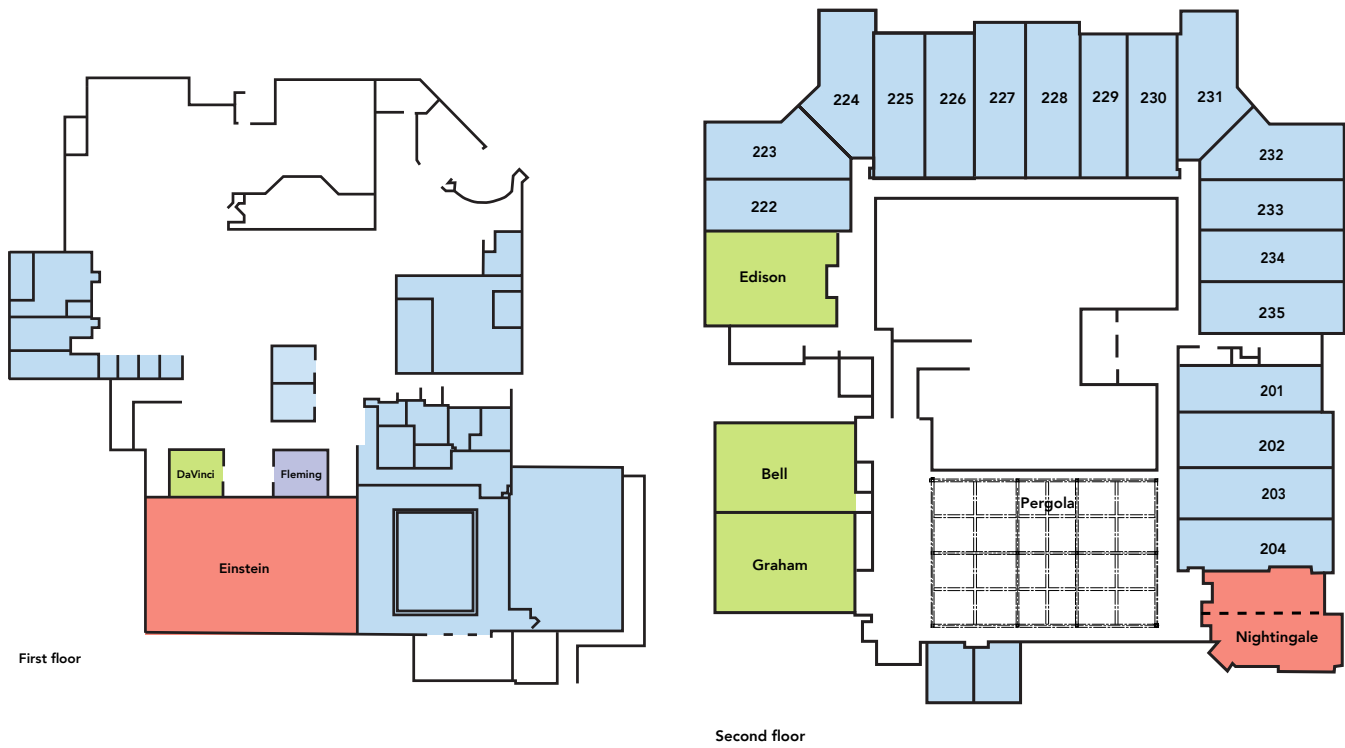 DaVinci
Fleming
Einstein
First floor
224
225
226
227
228
229
230
231
223
232
222
233
Edison
234
235
201
Bell
202
Pergola
203
Graham
204
Nightingale
Second floor